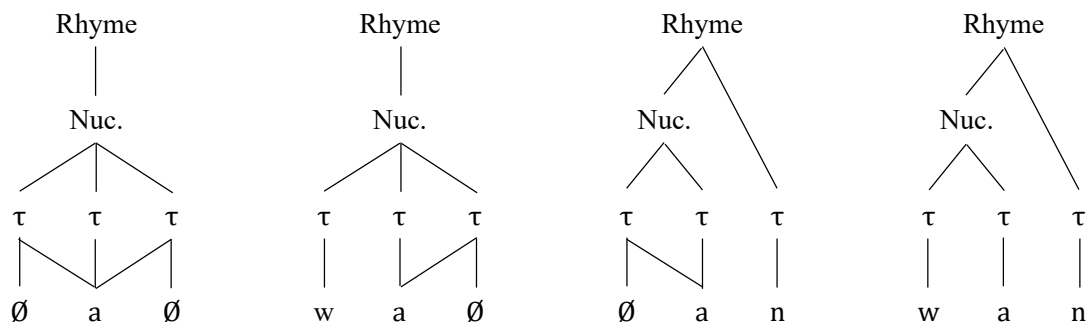 Rhyme Rhyme Rhyme Rhyme
Nuc. Nuc. Nuc. Nuc.
τ τ τ τ τ τ τ τ τ τ τ τ
Ø a Ø w a Ø Ø a n w a n